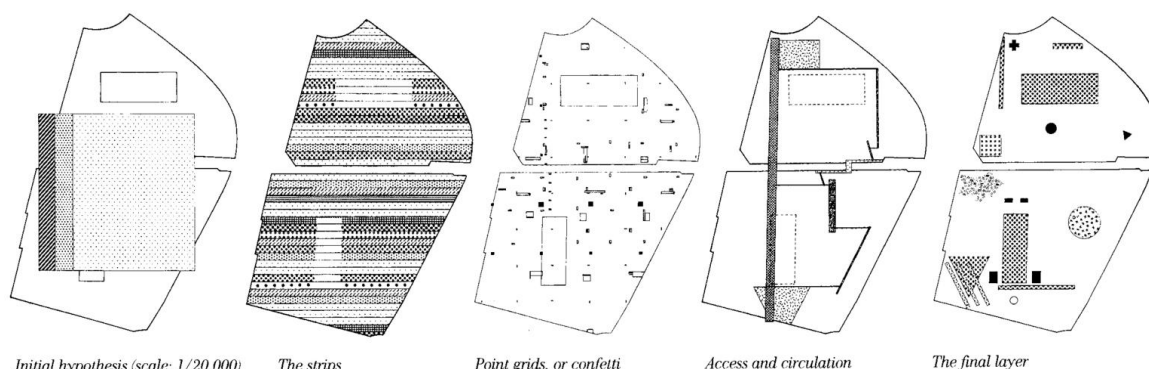 Initial hypothesis (scale: 1/20,000)
The strips
Point grids, or confetti
Access and circulation
The final layer